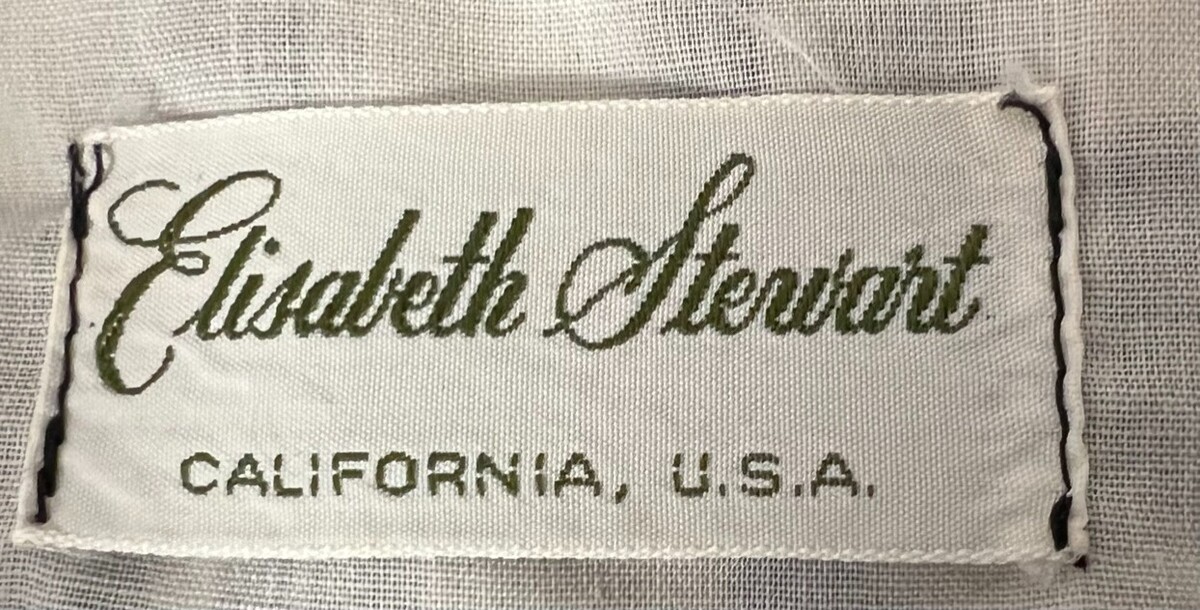 Elisabeth Stewart
CALIFORNIA, U.S.A.